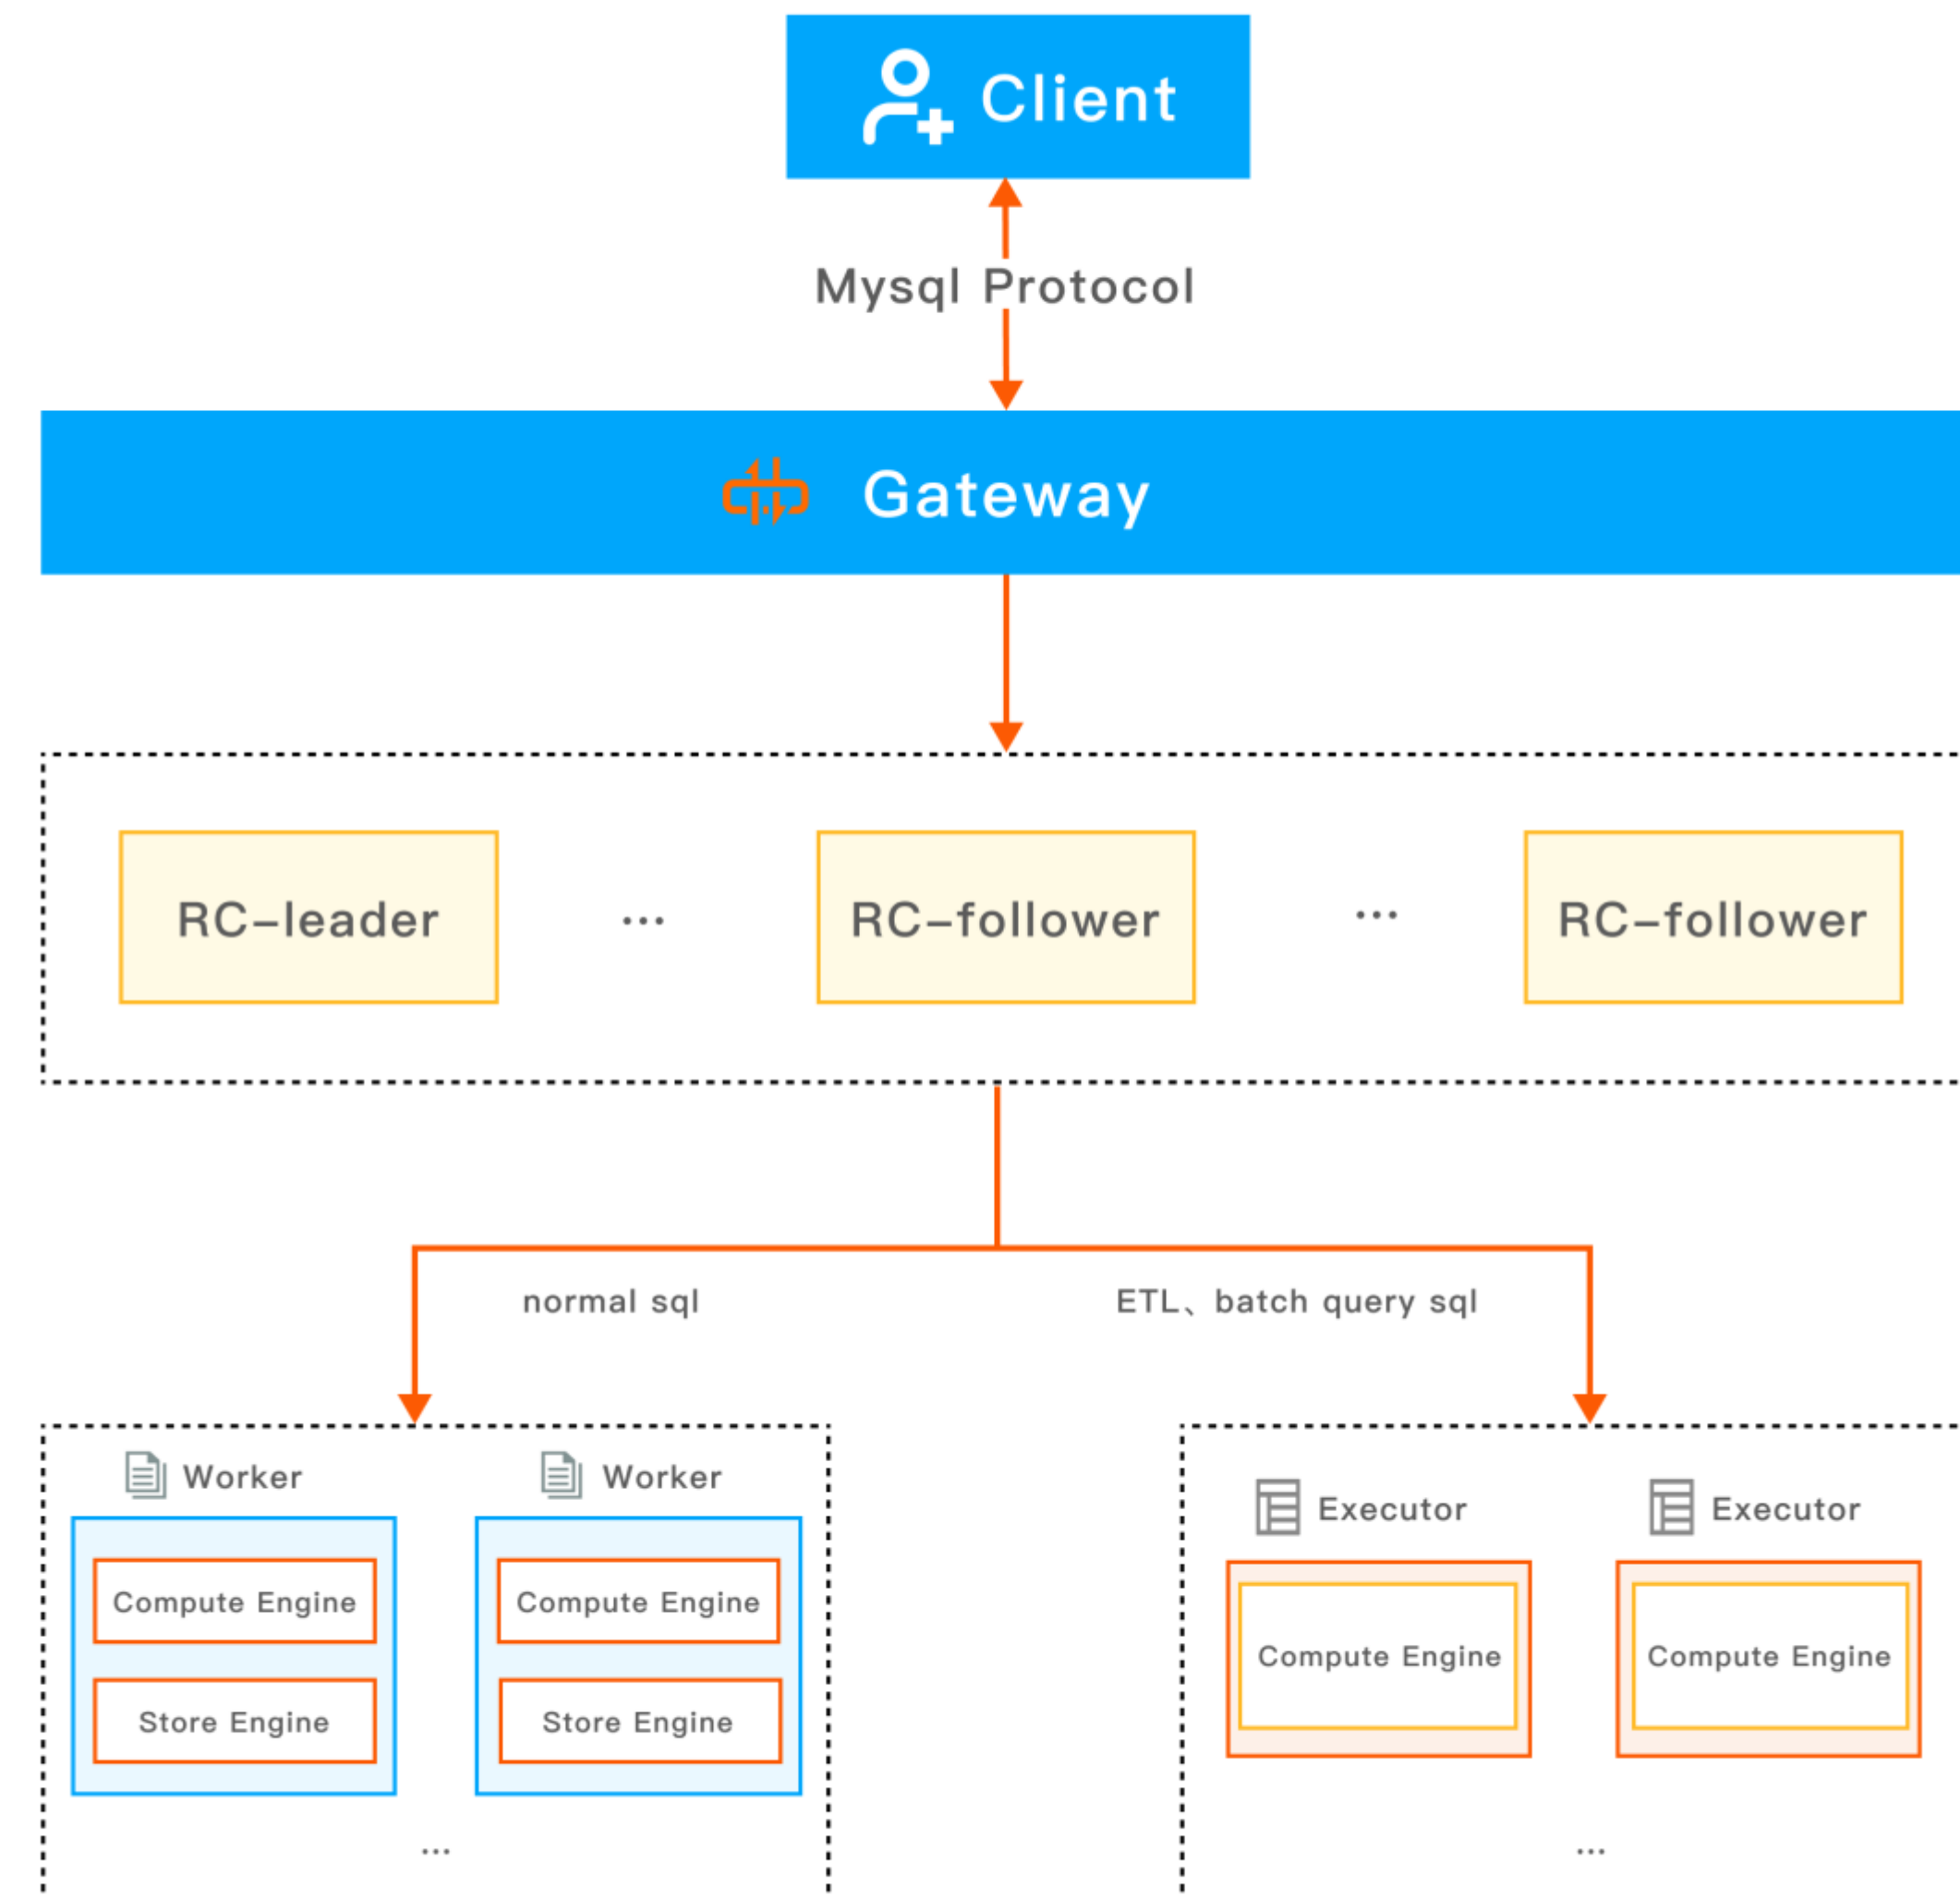 Client
Mysql Protocol
Gateway
RC-leader
...
RC-follower
...
RC-follower
normal sql
ETL、batch query sql
Worker
Worker
Compute Engine
Compute Engine
Store Engine
Store Engine
...
Executor
Executor
Compute Engine
Compute Engine
...